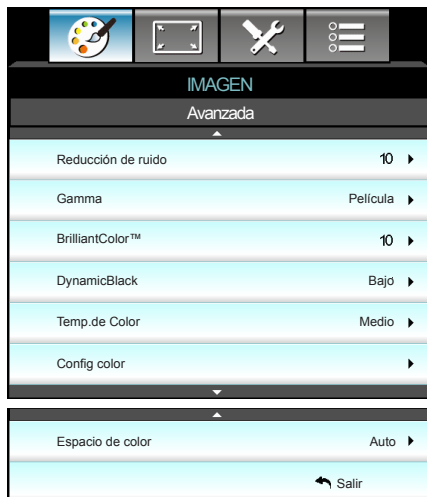 IMAGEN
Avanzada
Reducción de ruido 10
Gamma Película
BrilliantColor™ 10
DynamicBlack Bajo
Temp.de Color Medio
Config color
Espacio de color Auto
Salir